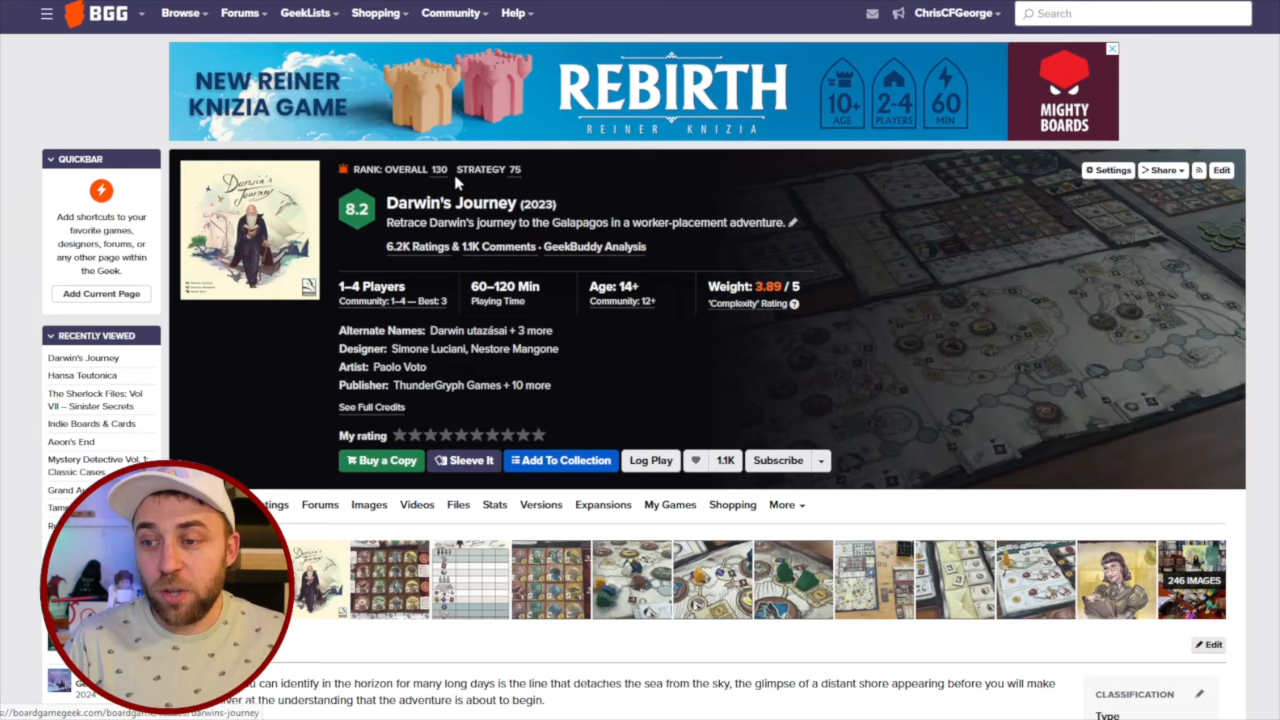 BGG
Browse
Forums
GeekLists
Shopping
Community
Help
ChrisCFGeorge
Search
NEW REINER
KNIZIA GAME
REBIRTH
REINER KNIZIA
10+
AGE
2-4
PLAYERS
60
MIN
MIGHTY
BOARDS
QUICKBAR
Add shortcuts to your
favorite games,
designers, forums, or
any other page within
the Geek.
Add Current Page
RECENTLY VIEWED
Darwin's Journey
Hansa Teutonica
The Sherlock Files: Vol
VII – Sinister Secrets
Indie Boards & Cards
Aeon's End
Mystery Detective Vol. 1:
Classic Cases
Grand Au
Tam
Darwin's
Journey
RANK: OVERALL 130 STRATEGY 75
8.2
Darwin's Journey (2023)
Retrace Darwin's journey to the Galapagos in a worker-placement adventure.
6.2K Ratings & 1.1K Comments · GeekBuddy Analysis
1–4 Players
Community: 1–4 — Best: 3
60–120 Min
Playing Time
Age: 14+
Community: 12+
Weight: 3.89 / 5
'Complexity' Rating
Alternate Names: Darwin utazásai + 3 more
Designer: Simone Luciani, Nestore Mangone
Artist: Paolo Voto
Publisher: ThunderGryph Games + 10 more
See Full Credits
My rating
Buy a Copy
Sleeve It
Add To Collection
Log Play
1.1K
Subscribe
Settings
Share
Edit
tings
Forums
Images
Videos
Files
Stats
Versions
Expansions
My Games
Shopping
More
246 IMAGES
Edit
u can identify in the horizon for many long days is the line that detaches the sea from the sky, the glimpse of a distant shore appearing before you will make
ver at the understanding that the adventure is about to begin.
CLASSIFICATION
Type
2024